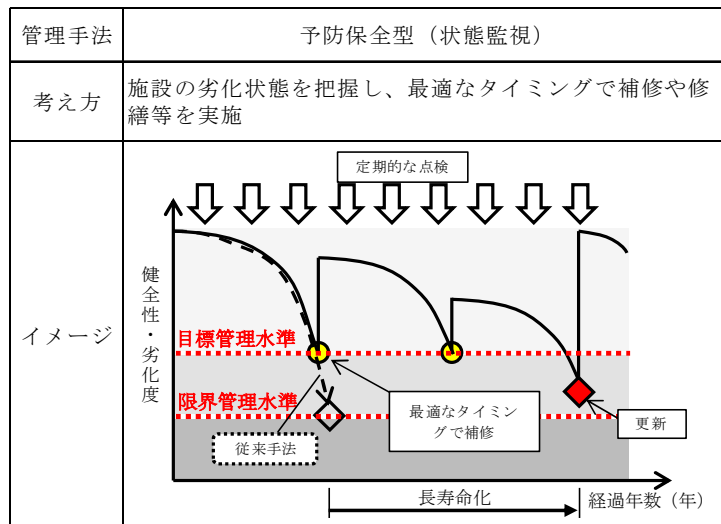 管理手法
予防保全型（状態監視）
考え方
施設の劣化状態を把握し、最適なタイミングで補修や修
繕等を実施
イメージ
定期的な点検
健全性・劣化度
目標管理水準
限界管理水準
従来手法
最適なタイミン
グで補修
更新
長寿命化
経過年数（年）